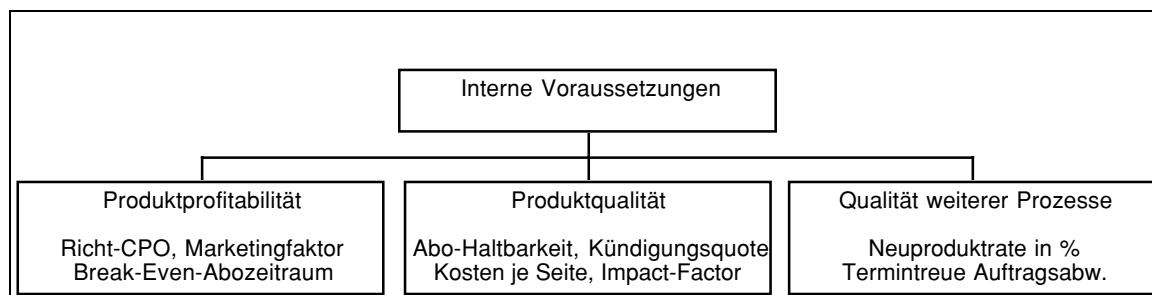 Interne Voraussetzungen
Produktprofitabilität
Richt-CPO, Marketingfaktor
Break-Even-Abozeitraum
Produktqualität
Abo-Haltbarkeit, Kündigungsquote
Kosten je Seite, Impact-Factor
Qualität weiterer Prozesse
Neuproduktrate in %
Termintreue Auftragsabw.